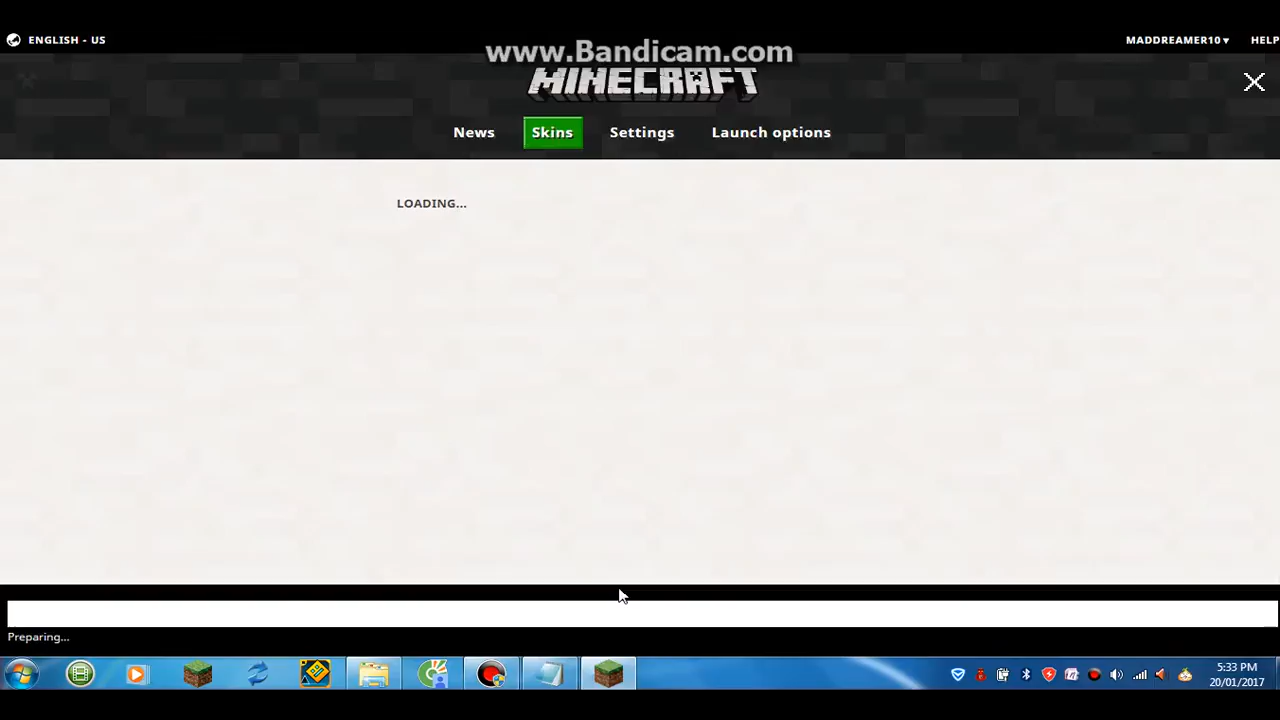 ENGLISH - US
MADDREAMER10 ▾
HELP
www.Bandicam.com
MINECRAFT
News
Skins
Settings
Launch options
LOADING...
Preparing...
5:33 PM
20/01/2017